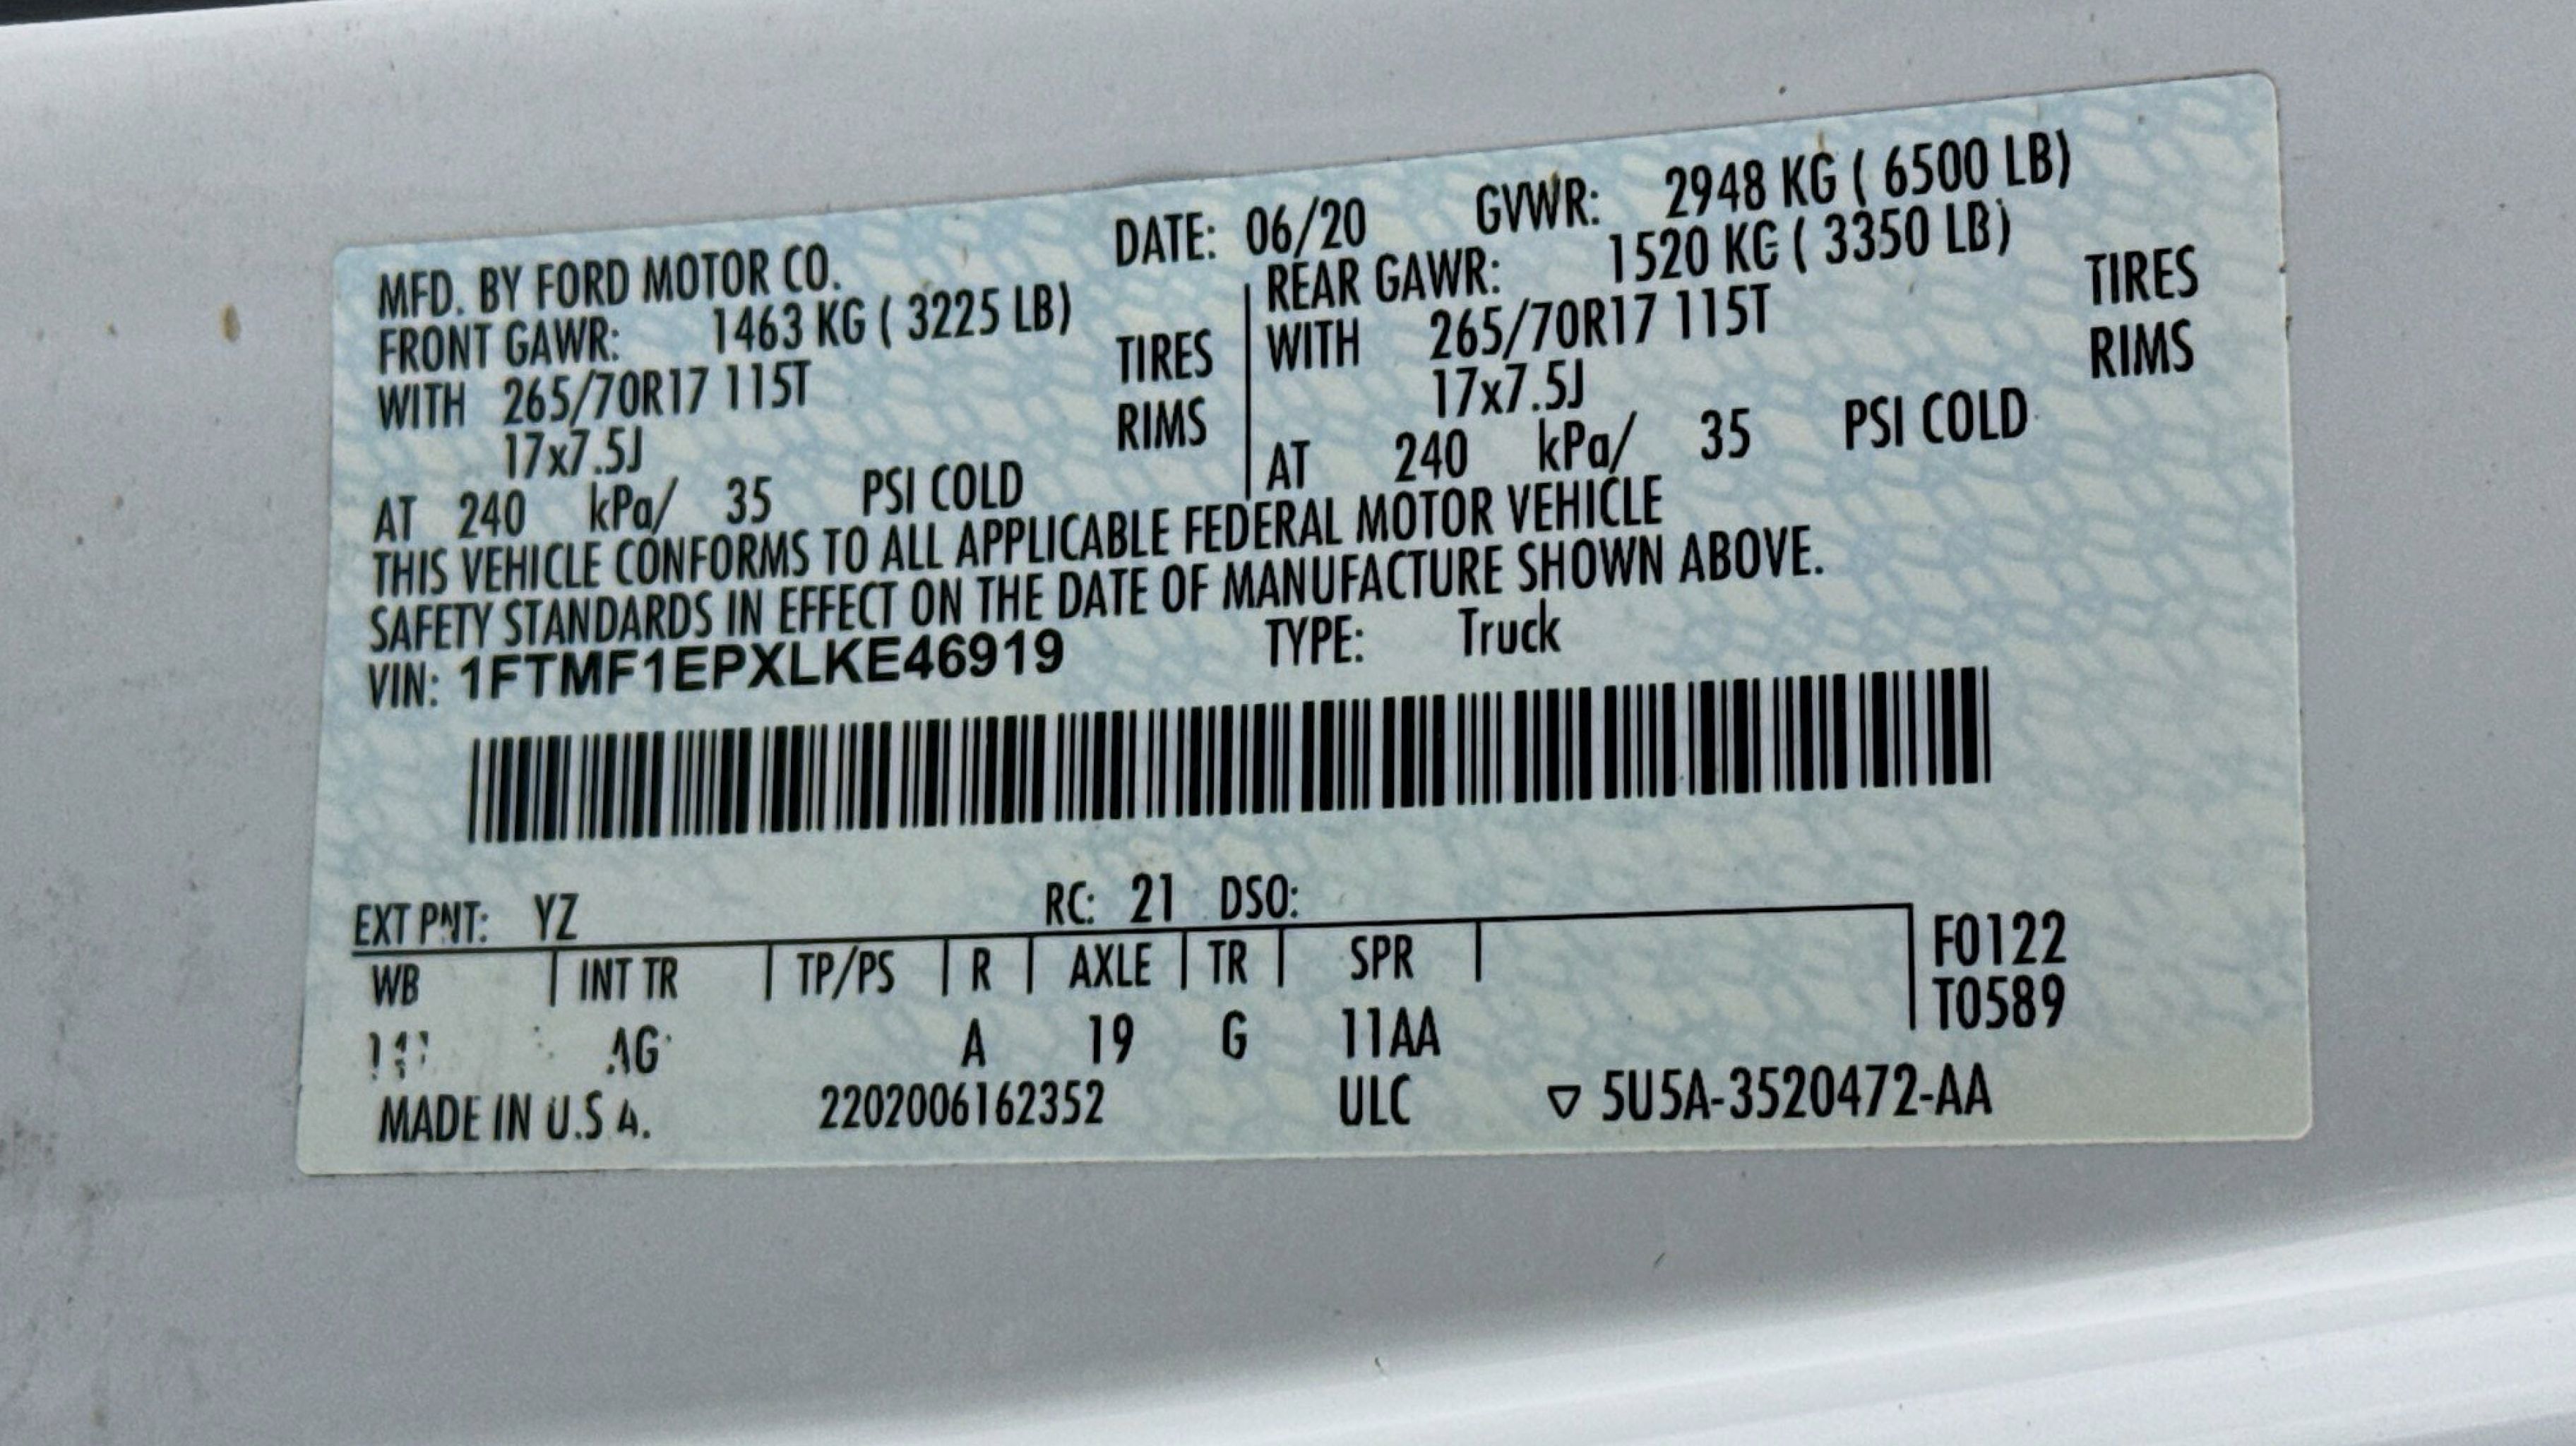 MFD. BY FORD MOTOR CO. DATE: 06/20 GVWR: 2948 KG ( 6500 LB)
FRONT GAWR: 1463 KG ( 3225 LB) REAR GAWR: 1520 KG ( 3350 LB)
WITH 265/70R17 115T TIRES WITH 265/70R17 115T TIRES
17x7.5J RIMS 17x7.5J RIMS
AT 240 kPa/ 35 PSI COLD AT 240 kPa/ 35 PSI COLD
THIS VEHICLE CONFORMS TO ALL APPLICABLE FEDERAL MOTOR VEHICLE
SAFETY STANDARDS IN EFFECT ON THE DATE OF MANUFACTURE SHOWN ABOVE.
VIN: 1FTMF1EPXLKE46919 TYPE: Truck
EXT PNT: YZ RC: 21 DSO:
WB INT TR TP/PS R AXLE TR SPR F0122
T0589
AG A 19 G 11AA
MADE IN U.S.A. 2202006162352 ULC ▽ 5U5A-3520472-AA